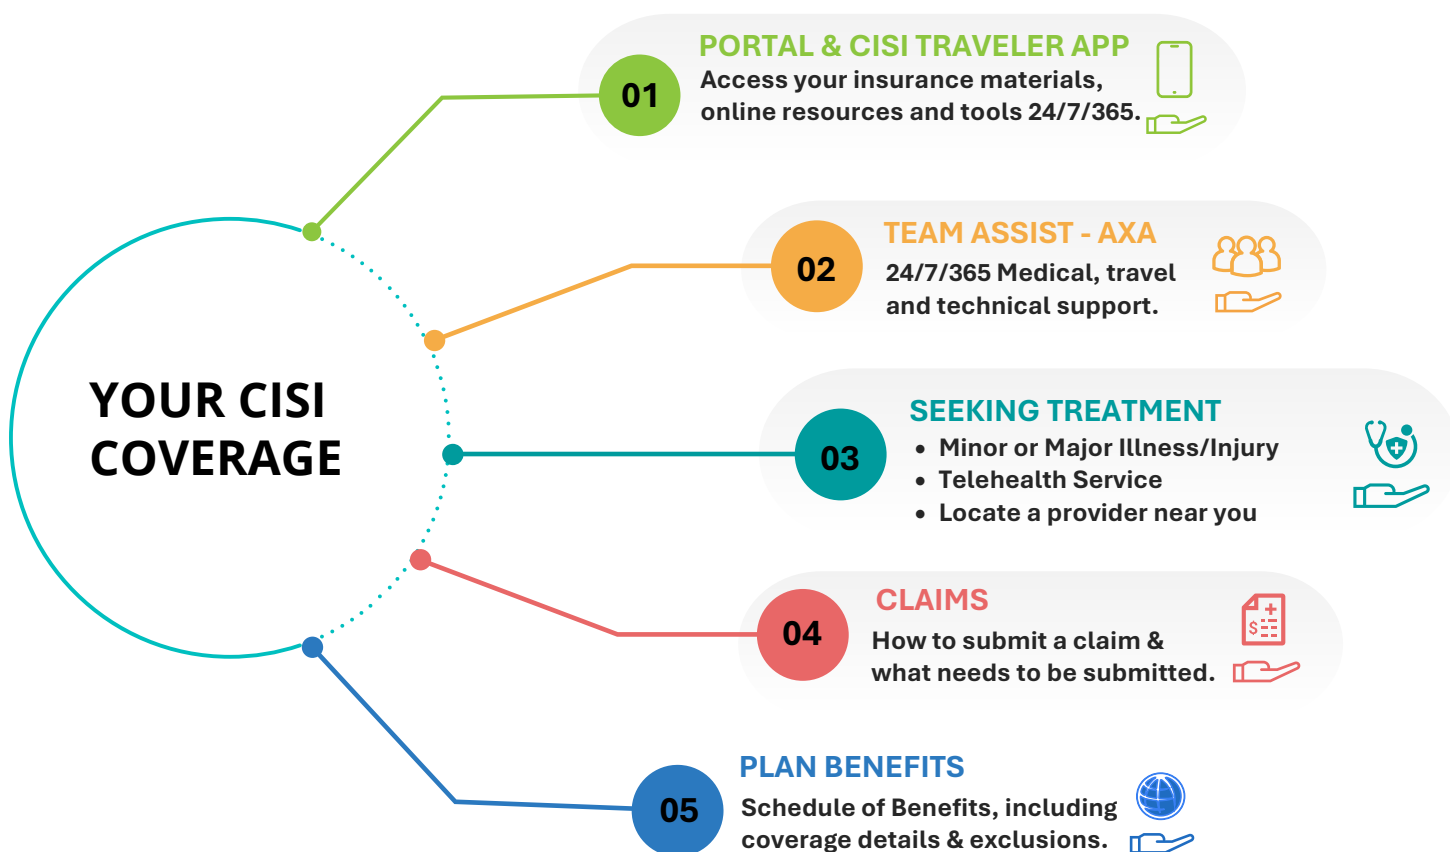 01
PORTAL & CISI TRAVELER APP
Access your insurance materials,
online resources and tools 24/7/365.
02
TEAM ASSIST - AXA
24/7/365 Medical, travel
and technical support.
YOUR CISI
COVERAGE
03
SEEKING TREATMENT
• Minor or Major Illness/Injury
• Telehealth Service
• Locate a provider near you
04
CLAIMS
How to submit a claim &
what needs to be submitted.
$
05
PLAN BENEFITS
Schedule of Benefits, including
coverage details & exclusions.